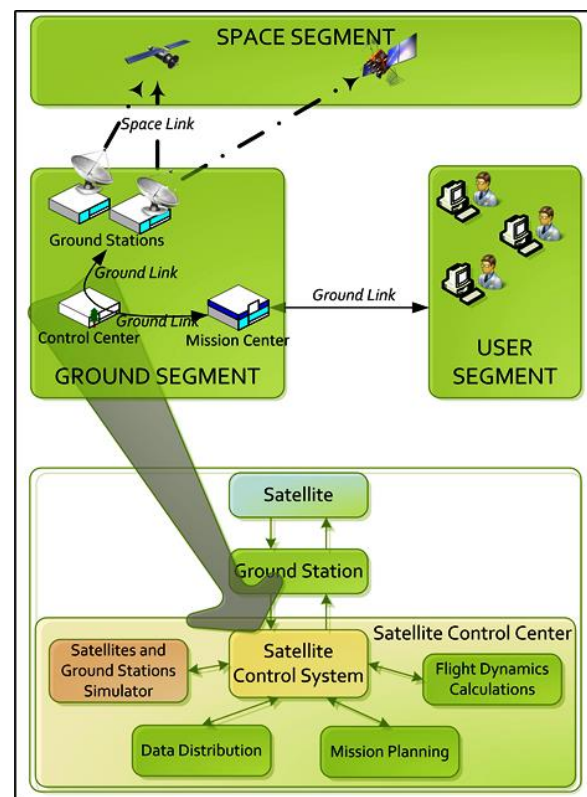 SPACE SEGMENT
Space Link
Ground Stations
Ground Link
Ground Link
Control Center
Mission Center
GROUND SEGMENT
Ground Link
USER
SEGMENT
Satellite
Ground Station
Satellite Control Center
Satellite
Control System
Satellites and
Ground Stations
Simulator
Flight Dynamics
Calculations
Data Distribution
Mission Planning